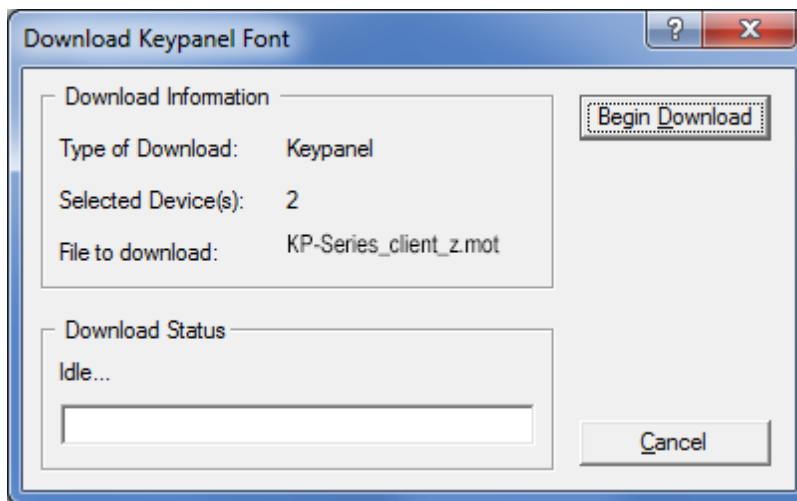 Download Keypanel Font
Download Information
Type of Download: Keypanel
Selected Device(s): 2
File to download: KP-Series_client_z.mot
Begin Download
Download Status
Idle...
Cancel